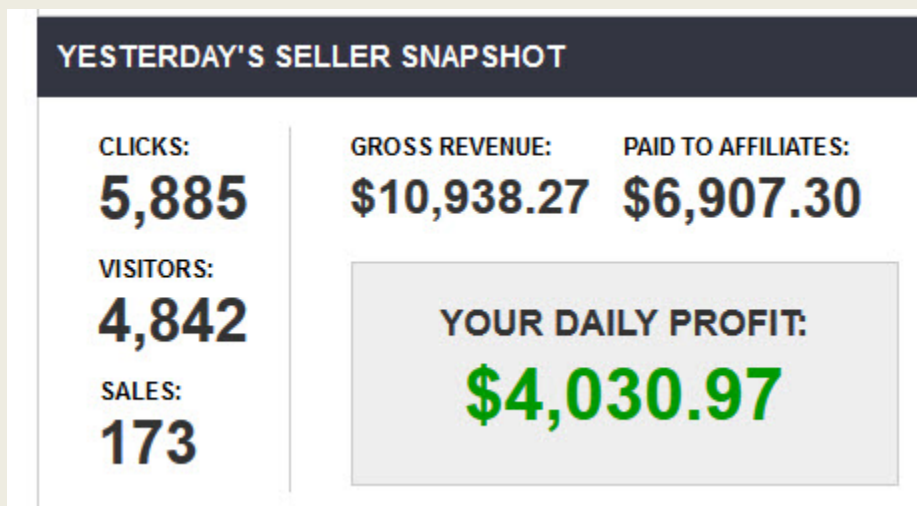 YESTERDAY'S SELLER SNAPSHOT
CLICKS:
5,885
VISITORS:
4,842
SALES:
173
GROSS REVENUE: PAID TO AFFILIATES:
$10,938.27 $6,907.30
YOUR DAILY PROFIT:
$4,030.97